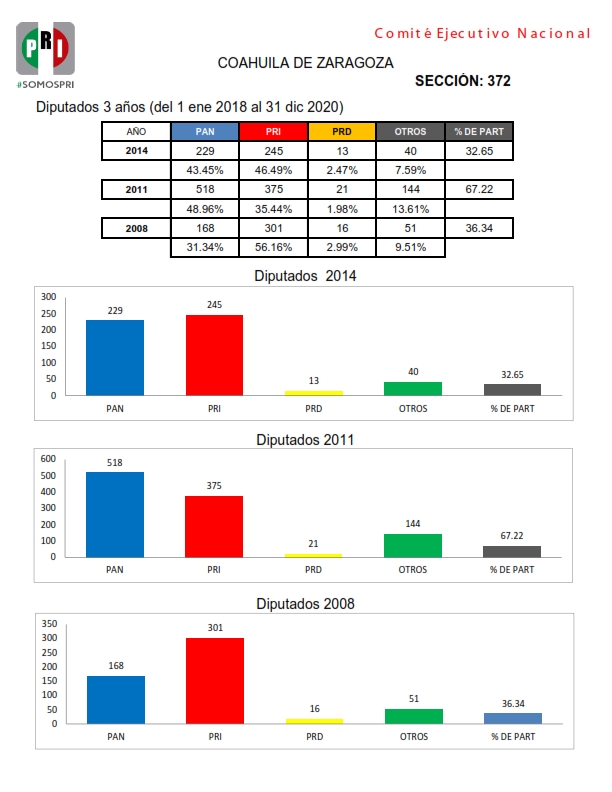 PRI
#SOMOSPRI
Comité Ejecutivo Nacional
COAHUILA DE ZARAGOZA
SECCIÓN: 372
Diputados 3 años (del 1 ene 2018 al 31 dic 2020)
AÑO PAN PRI PRD OTROS % DE PART
2014 229 245 13 40 32.65
43.45% 46.49% 2.47% 7.59%
2011 518 375 21 144 67.22
48.96% 35.44% 1.98% 13.61%
2008 168 301 16 51 36.34
31.34% 56.16% 2.99% 9.51%
Diputados 2014
300
250
200
150
100
50
0
229 245 13 40 32.65
PAN PRI PRD OTROS % DE PART
Diputados 2011
600
500
400
300
200
100
0
518 375 21 144 67.22
PAN PRI PRD OTROS % DE PART
Diputados 2008
350
300
250
200
150
100
50
0
168 301 16 51 36.34
PAN PRI PRD OTROS % DE PART